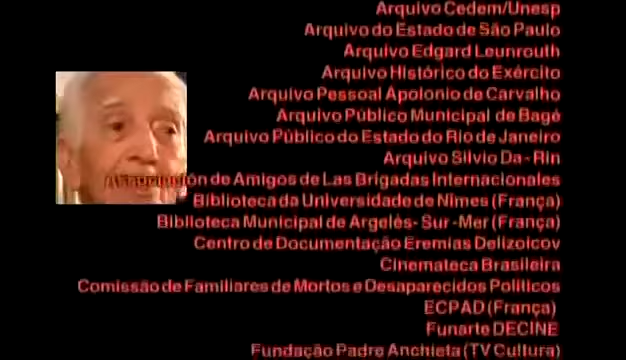 Arquivo Cedem/Unesp
Arquivo do Estado de São Paulo
Arquivo Edgard Leunrouth
Arquivo Histórico do Exército
Arquivo Pessoal Apolonio de Carvalho
Arquivo Público Municipal de Bagé
Arquivo Público do Estado do Rio de Janeiro
Arquivo Silvio Da-Rin
de Amigos de Las Brigadas Internacionales
Biblioteca da Universidade de Nîmes (França)
Biblioteca Municipal de Argelès-Sur-Mer (França)
Centro de Documentação Eremias Delizoicov
Cinemateca Brasileira
Comissão de Familiares de Mortos e Desaparecidos Políticos
ECPAD (França)
Funarte DECINE
Fundação Padre Anchieta (TV Cultura)